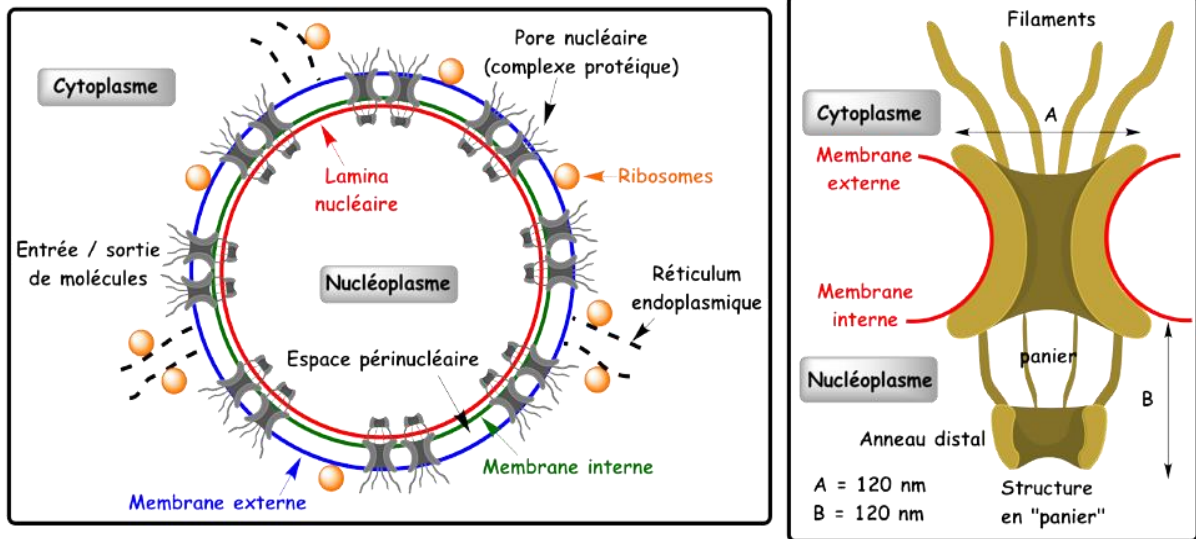 Cytoplasme
Pore nucléaire
(complexe protéique)
Lamina
nucléaire
Ribosomes
Entrée / sortie
de molécules
Nucléoplasme
Réticulum
endoplasmique
Espace périnucléaire
Membrane interne
Membrane externe
Filaments
Cytoplasme
A
Membrane
externe
Membrane
interne
panier
Nucléoplasme
B
Anneau distal
A = 120 nm
B = 120 nm
Structure
en "panier"